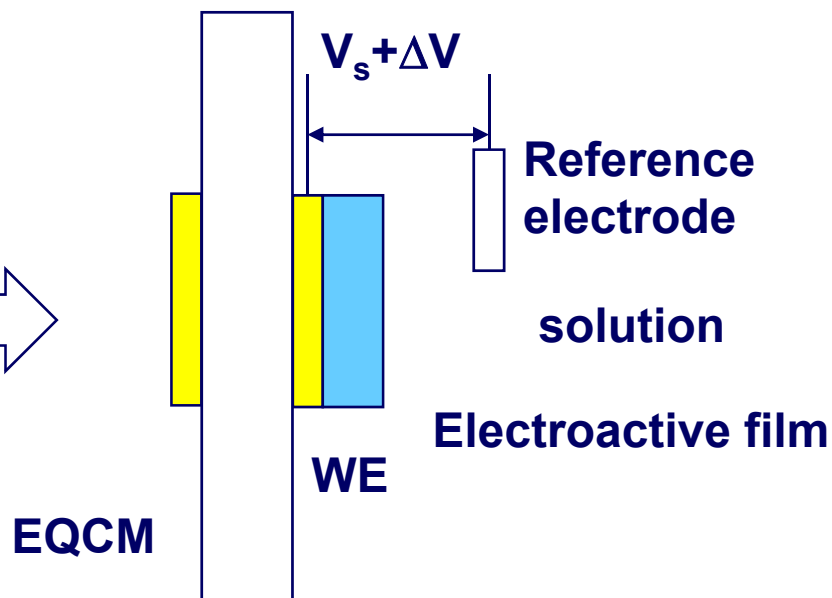 Vs+ΔV
Reference
electrode
solution
Electroactive film
WE
EQCM